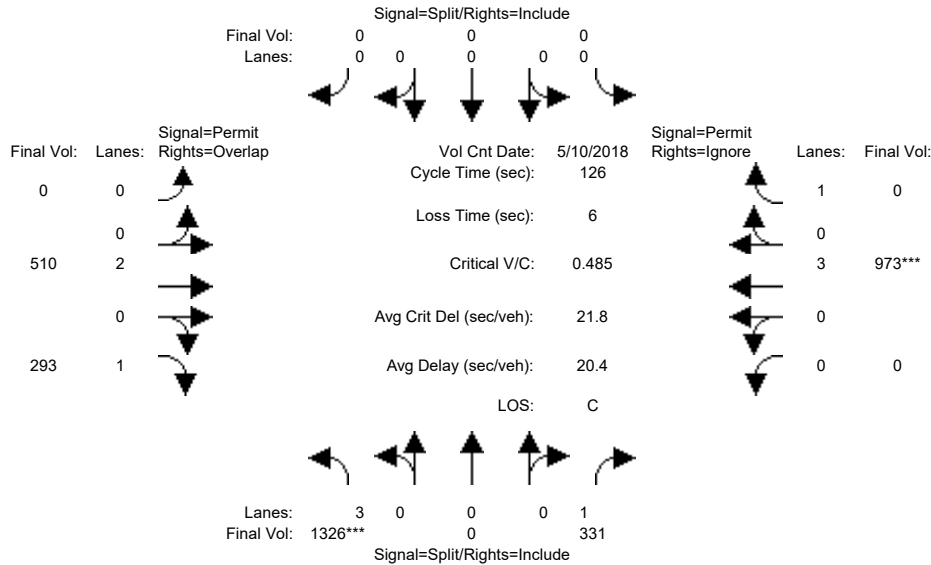 Signal=Split/Rights=Include
Final Vol: 0 0 0
Lanes: 0 0 0 0 0
Signal=Permit
Final Vol: Lanes: Rights=Overlap
Vol Cnt Date: 5/10/2018
Signal=Permit
Rights=Ignore Lanes: Final Vol:
Cycle Time (sec): 126
0 0
1 0
Loss Time (sec): 6
0
0
510 2
Critical V/C: 0.485
3 973***
0
Avg Crit Del (sec/veh): 21.8
0
293 1
Avg Delay (sec/veh): 20.4
0 0
LOS: C
Lanes: 3 0 0 0 1
Final Vol: 1326*** 0 331
Signal=Split/Rights=Include